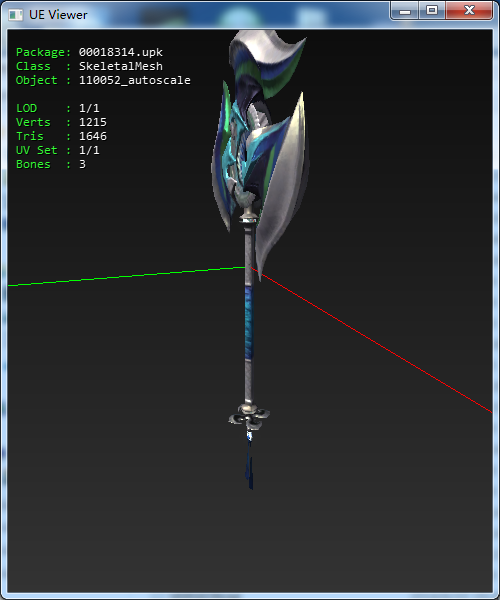 UE Viewer
Package: 00018314.upk
Class : SkeletalMesh
Object : 110052_autoscale
LOD : 1/1
Verts : 1215
Tris : 1646
UV Set : 1/1
Bones : 3